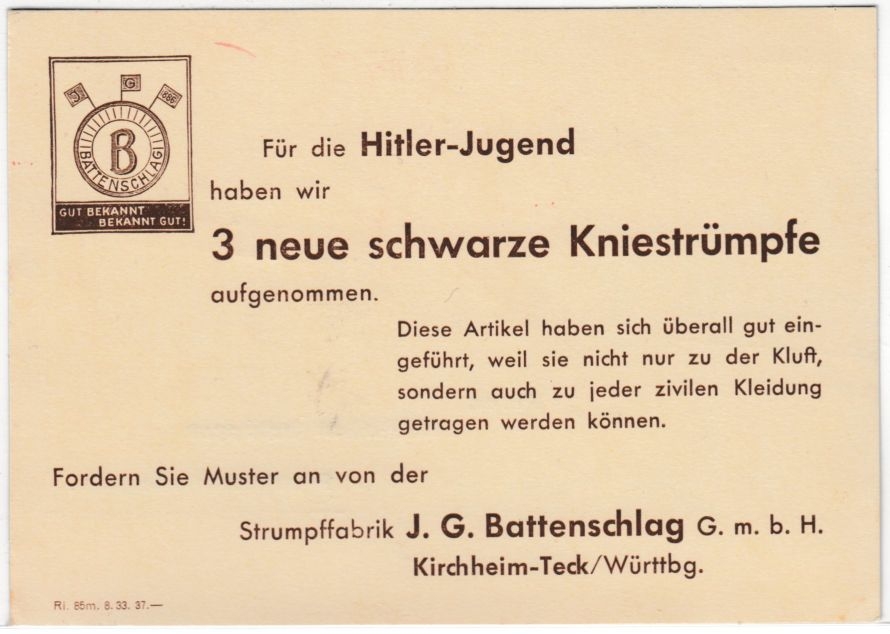 J G 886
B
BATTENSCHLAG
GUT BEKANNT
BEKANNT GUT!
Für die Hitler-Jugend
haben wir
3 neue schwarze Kniestrümpfe
aufgenommen.
Diese Artikel haben sich überall gut ein-
geführt, weil sie nicht nur zu der Kluft,
sondern auch zu jeder zivilen Kleidung
getragen werden können.
Fordern Sie Muster an von der
Strumpffabrik J. G. Battenschlag G. m. b. H.
Kirchheim-Teck/Württbg.
Ri. 85m. 8. 33. 37.—